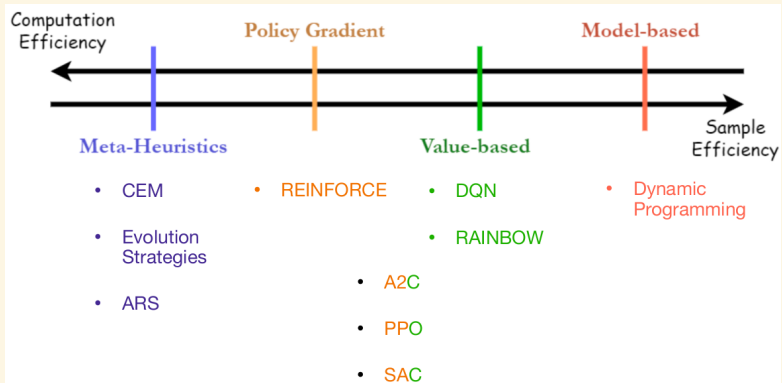 Computation
Efficiency
Policy Gradient
Model-based
Meta-Heuristics
Value-based
Sample
Efficiency
• CEM
• Evolution
Strategies
• ARS
• REINFORCE
• DQN
• RAINBOW
• Dynamic
Programming
• A2C
• PPO
• SAC